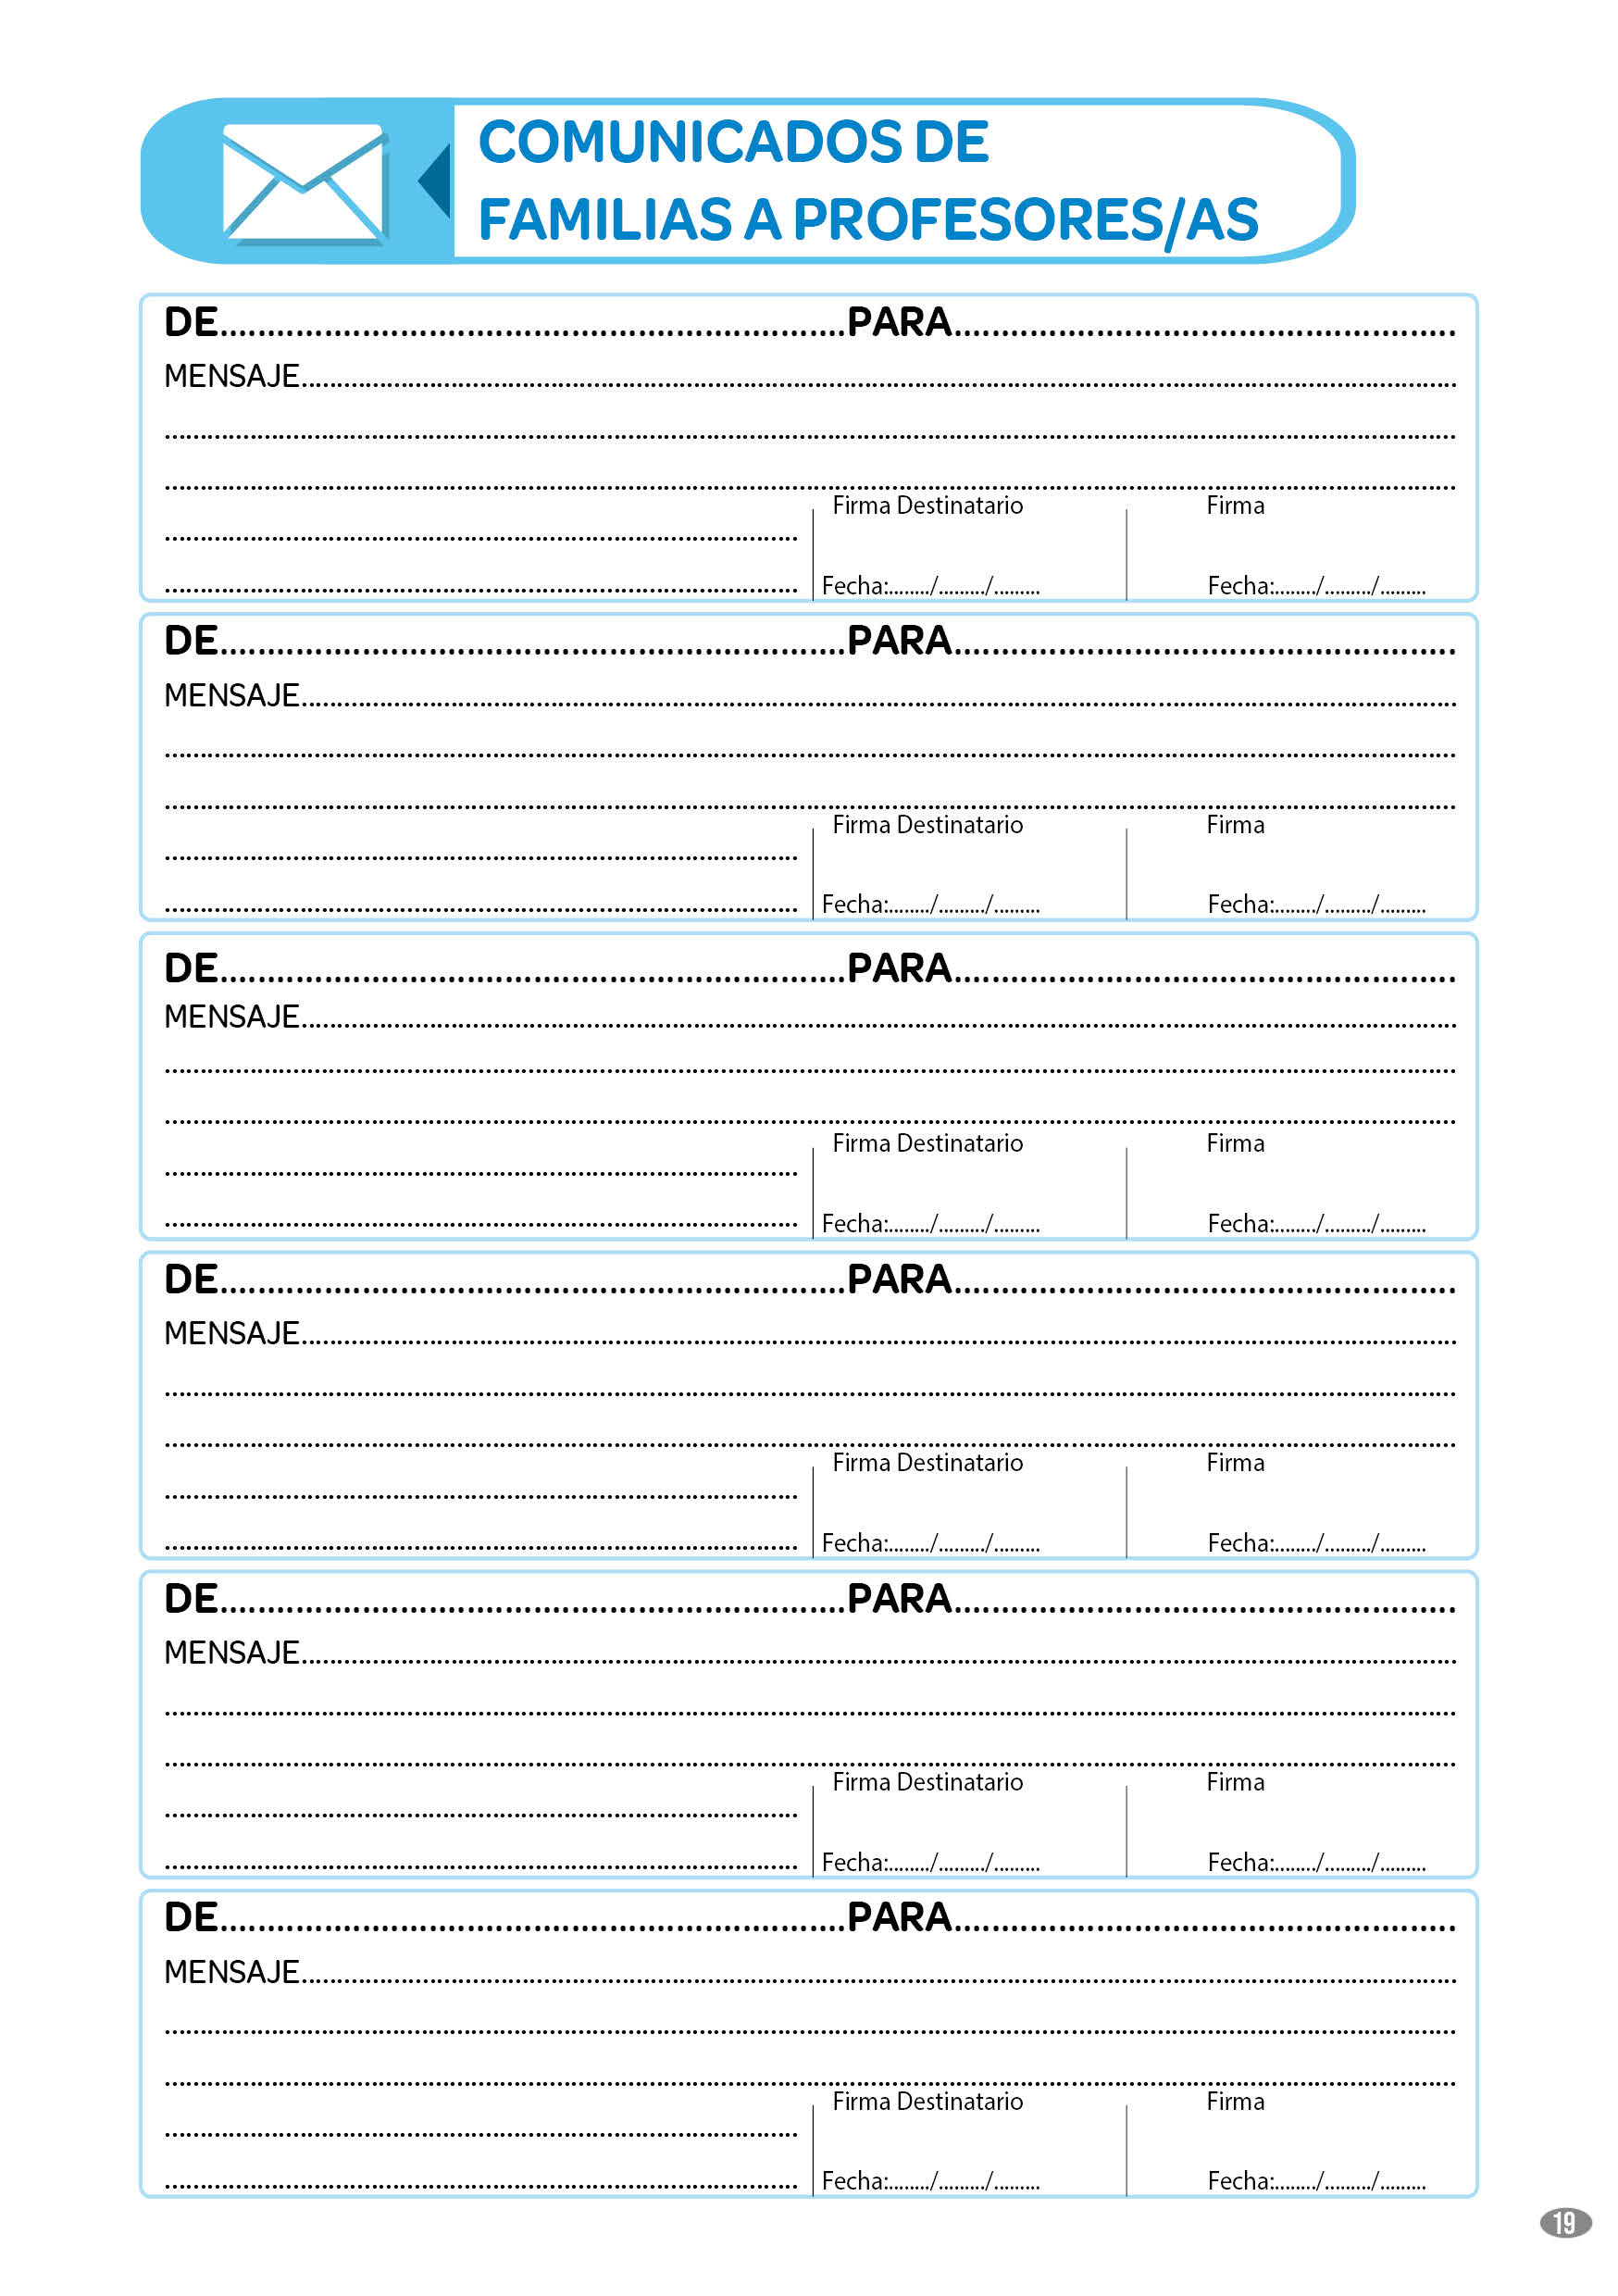 COMUNICADOS DE
FAMILIAS A PROFESORES/AS
DE..................................................................PARA.....................................................
MENSAJE..........................................................................................................
..........................................................................................................
..........................................................................................................
Firma Destinatario Firma
..........................................................................................
.......................................................................................... Fecha:......../........./......... Fecha:......../........./.........
DE..................................................................PARA.....................................................
MENSAJE..........................................................................................................
..........................................................................................................
..........................................................................................................
Firma Destinatario Firma
..........................................................................................
.......................................................................................... Fecha:......../........./......... Fecha:......../........./.........
DE..................................................................PARA.....................................................
MENSAJE..........................................................................................................
..........................................................................................................
..........................................................................................................
Firma Destinatario Firma
..........................................................................................
.......................................................................................... Fecha:......../........./......... Fecha:......../........./.........
DE..................................................................PARA.....................................................
MENSAJE..........................................................................................................
..........................................................................................................
..........................................................................................................
Firma Destinatario Firma
..........................................................................................
.......................................................................................... Fecha:......../........./......... Fecha:......../........./.........
DE..................................................................PARA.....................................................
MENSAJE..........................................................................................................
..........................................................................................................
..........................................................................................................
Firma Destinatario Firma
..........................................................................................
.......................................................................................... Fecha:......../........./......... Fecha:......../........./.........
DE..................................................................PARA.....................................................
MENSAJE..........................................................................................................
..........................................................................................................
..........................................................................................................
Firma Destinatario Firma
..........................................................................................
.......................................................................................... Fecha:......../........./......... Fecha:......../........./.........
19